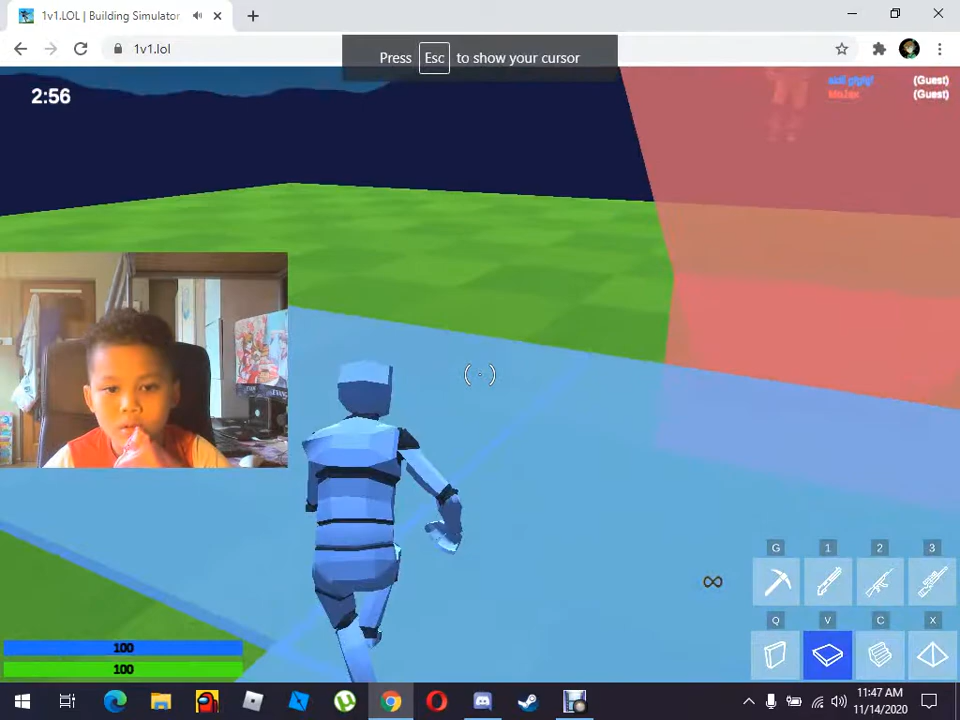 1v1.LOL | Building Simulator
1v1.lol
Press Esc to show your cursor
2:56
(Guest)
MoJax (Guest)
G 1 2 3
∞
Q V C X
100
100
11:47 AM
11/14/2020